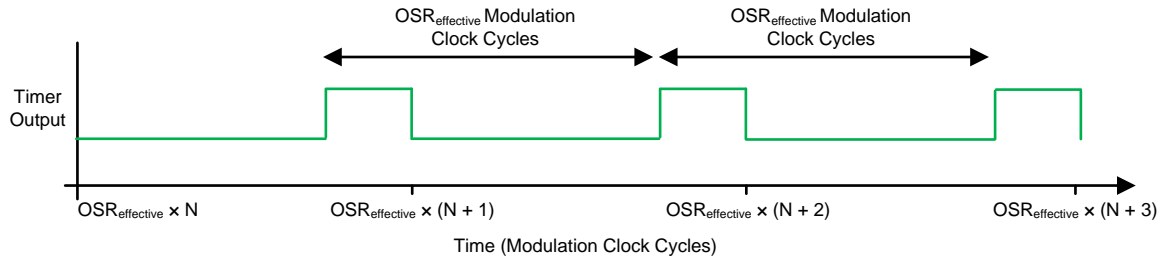 OSReffective Modulation
Clock Cycles
OSReffective Modulation
Clock Cycles
Timer
Output
OSReffective × N
OSReffective × (N + 1)
OSReffective × (N + 2)
OSReffective × (N + 3)
Time (Modulation Clock Cycles)